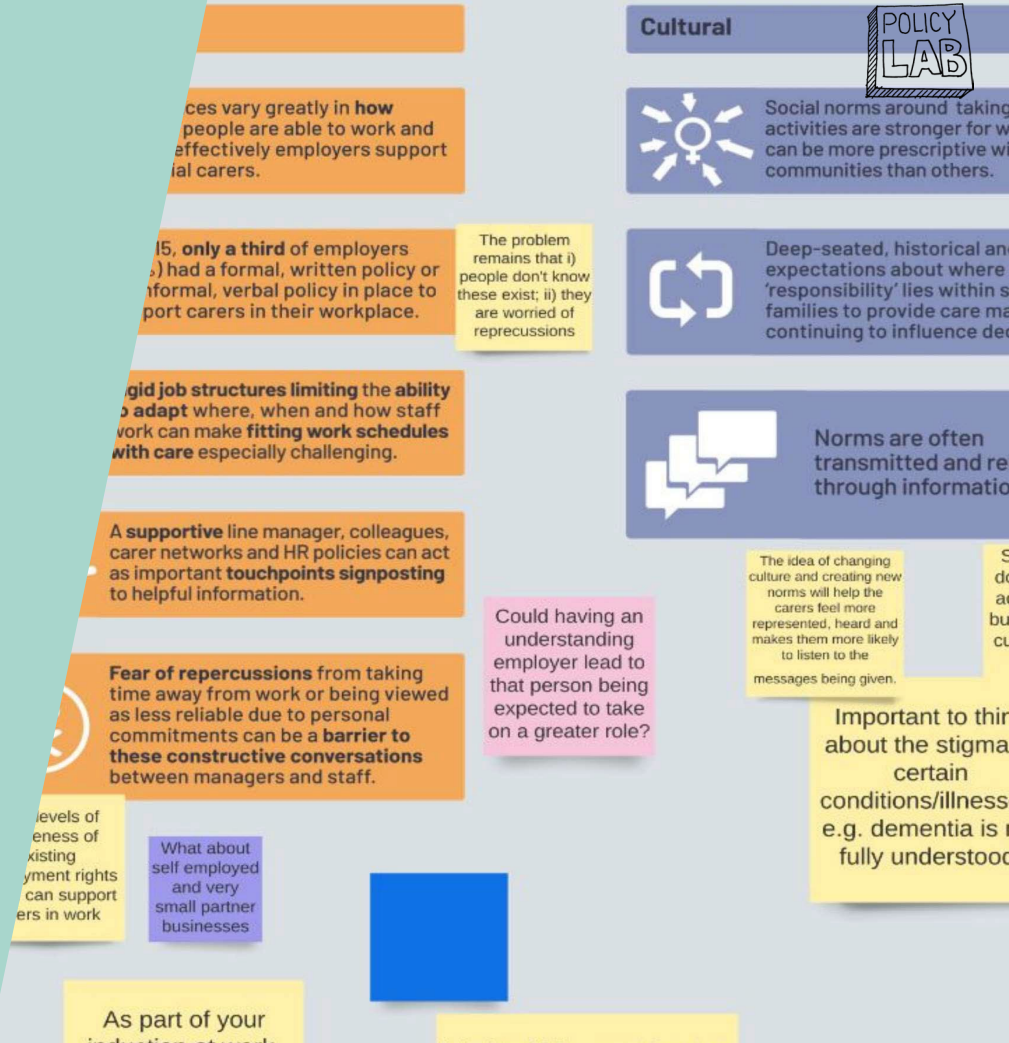 POLICY
LAB
ces vary greatly in how
people are able to work and
effectively employers support
ial carers.
15, only a third of employers
) had a formal, written policy or
nformal, verbal policy in place to
port carers in their workplace.
The problem
remains that i)
people don't know
these exist; ii) they
are worried of
reprecussions
gid job structures limiting the ability
o adapt where, when and how staff
work can make fitting work schedules
with care especially challenging.
A supportive line manager, colleagues,
carer networks and HR policies can act
as important touchpoints signposting
to helpful information.
Fear of repercussions from taking
time away from work or being viewed
as less reliable due to personal
commitments can be a barrier to
these constructive conversations
between managers and staff.
Could having an
understanding
employer lead to
that person being
expected to take
on a greater role?
levels of
eness of
xisting
yment rights
can support
ers in work
What about
self employed
and very
small partner
businesses
As part of your
induction at work
Cultural
Social norms around taking
activities are stronger for w
can be more prescriptive wi
communities than others.
Deep-seated, historical an
expectations about where
'responsibility' lies within s
families to provide care ma
continuing to influence dec
Norms are often
transmitted and re
through informatio
The idea of changing
culture and creating new
norms will help the
carers feel more
represented, heard and
makes them more likely
to listen to the
messages being given.
S
do
ac
bu
cu
Important to thin
about the stigma
certain
conditions/illness
e.g. dementia is n
fully understood